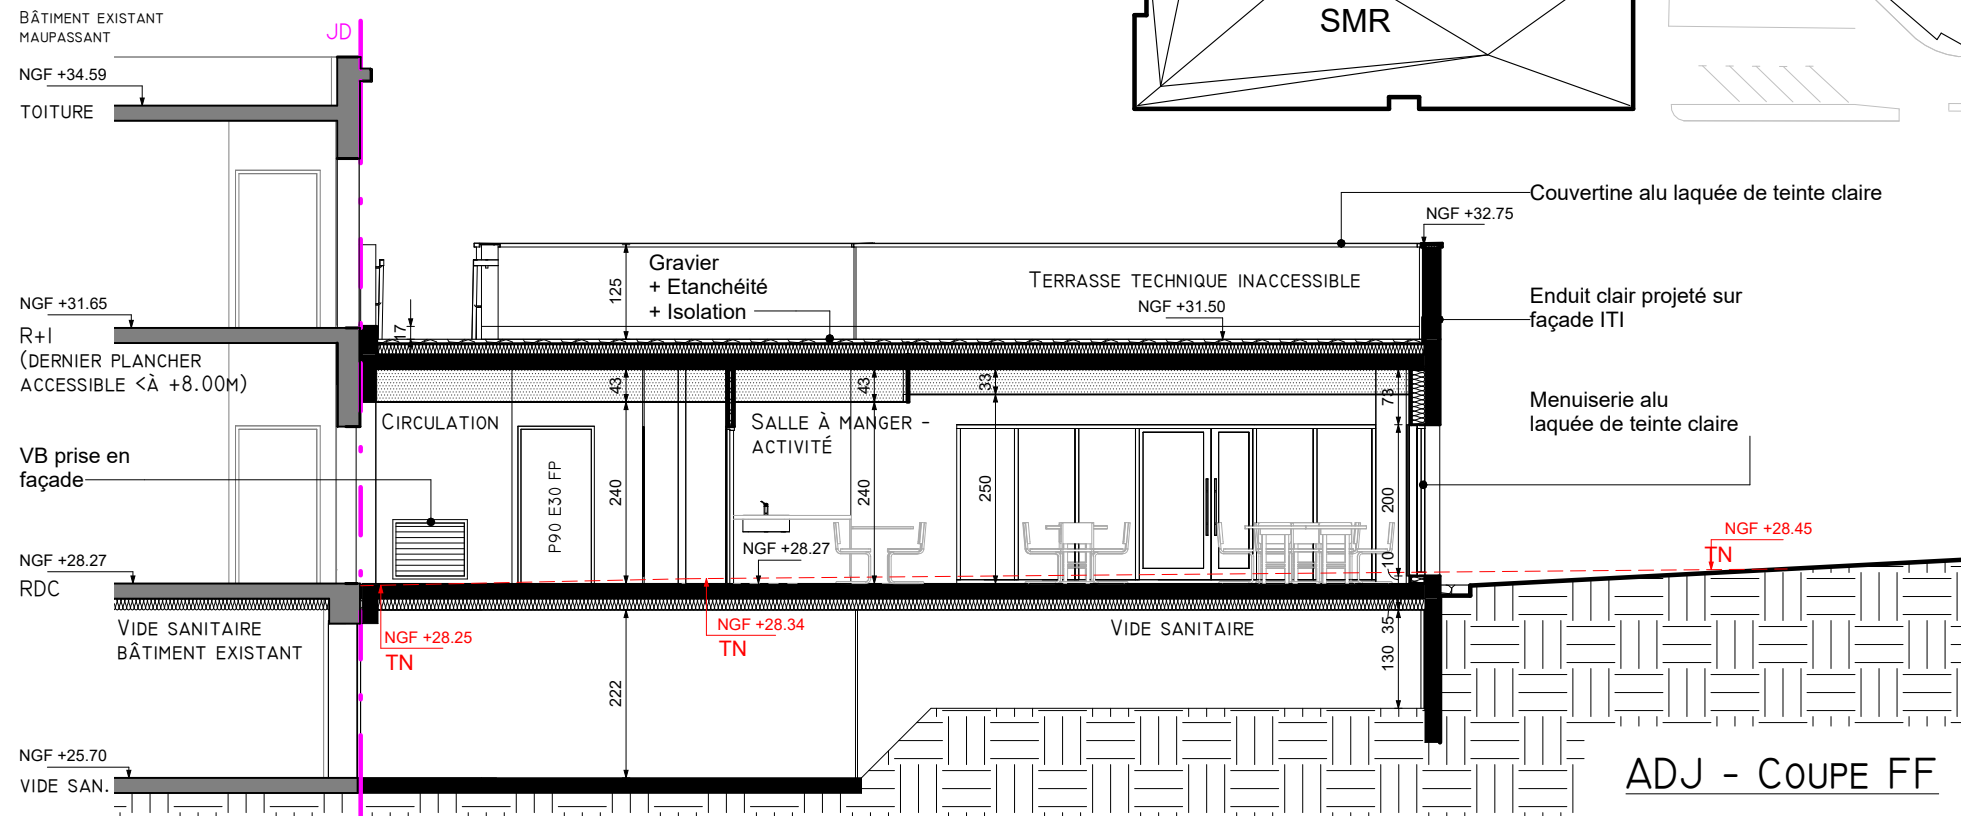 BÂTIMENT EXISTANT
MAUPASSANT
JD
SMR
NGF +34.59
TOITURE
Couvertine alu laquée de teinte claire
NGF +32.75
Gravier
+ Etanchéité
+ Isolation
125
TERRASSE TECHNIQUE INACCESSIBLE
NGF +31.50
Enduit clair projeté sur
façade ITI
NGF +31.65
R+1
(DERNIER PLANCHER
ACCESSIBLE <À +8.00M)
17
43
43
33
73
CIRCULATION
SALLE À MANGER -
ACTIVITÉ
Menuiserie alu
laquée de teinte claire
VB prise en
façade
P90 E30 FP
240
240
250
200
10
NGF +28.27
NGF +28.45
TN
NGF +28.27
RDC
VIDE SANITAIRE
BÂTIMENT EXISTANT
NGF +28.25
TN
NGF +28.34
TN
VIDE SANITAIRE
35
130
222
NGF +25.70
VIDE SAN.
ADJ - COUPE FF